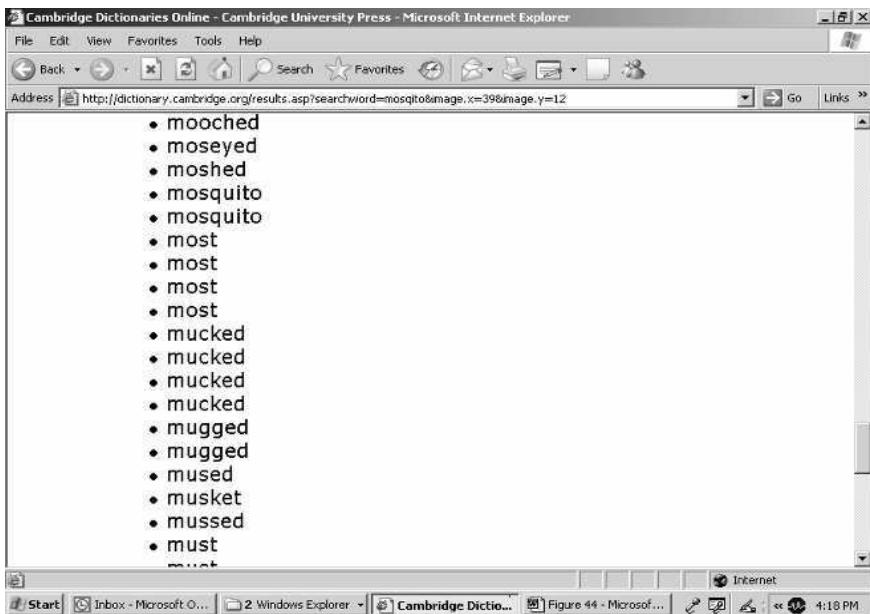 Cambridge Dictionaries Online - Cambridge University Press - Microsoft Internet Explorer
File Edit View Favorites Tools Help
Back Search Favorites
Address http://dictionary.cambridge.org/results.asp?searchword=mosqito&image.x=39&image.y=12 Go Links »
• mooched
• moseyed
• moshed
• mosquito
• mosquito
• most
• most
• most
• most
• mucked
• mucked
• mucked
• mucked
• mugged
• mugged
• mused
• musket
• mussed
• must
Internet
Start Inbox - Microsoft O... 2 Windows Explorer Cambridge Dictio... Figure 44 - Microsof... « 4:18 PM